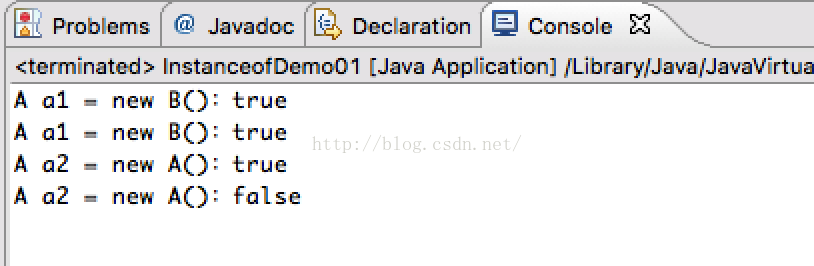 Problems @ Javadoc Declaration Console
<terminated> InstanceofDemo01 [Java Application] /Library/Java/JavaVirtua
A a1 = new B(): true
A a1 = new B(): true
http://blog.csdn.net/
A a2 = new A(): true
A a2 = new A(): false